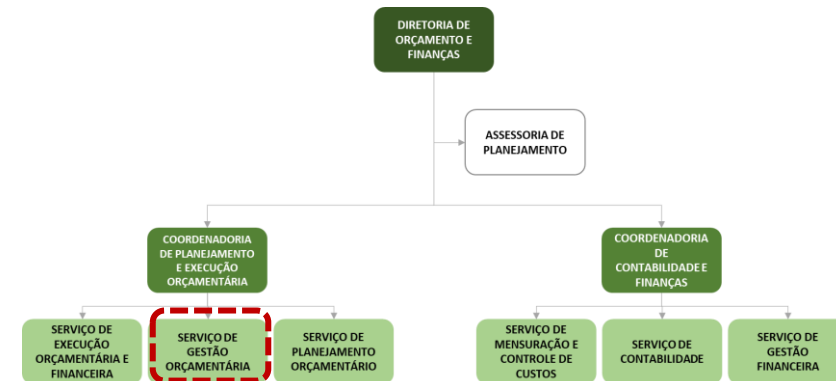 DIRETORIA DE
ORÇAMENTO E
FINANÇAS
ASSESSORIA DE
PLANEJAMENTO
COORDENADORIA
DE PLANEJAMENTO
E EXECUÇÃO
ORÇAMENTÁRIA
COORDENADORIA
DE
CONTABILIDADE E
FINANÇAS
SERVIÇO DE
EXECUÇÃO
ORÇAMENTÁRIA E
FINANCEIRA
SERVIÇO DE
GESTÃO
ORÇAMENTÁRIA
SERVIÇO DE
PLANEJAMENTO
ORÇAMENTÁRIO
SERVIÇO DE
MENSURAÇÃO E
CONTROLE DE
CUSTOS
SERVIÇO DE
CONTABILIDADE
SERVIÇO DE
GESTÃO
FINANCEIRA